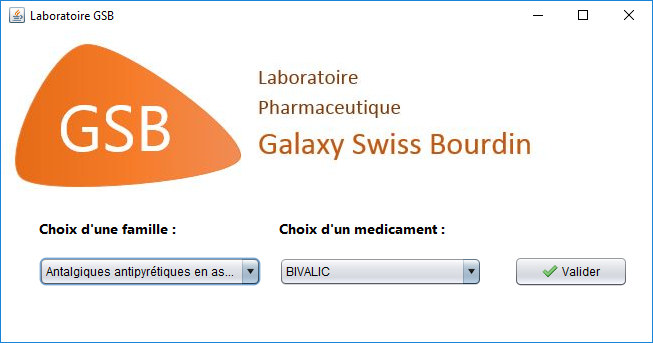 Laboratoire GSB
GSB
Laboratoire
Pharmaceutique
Galaxy Swiss Bourdin
Choix d'une famille :
Choix d'un medicament :
Antalgiques antipyrétiques en as...
BIVALIC
Valider